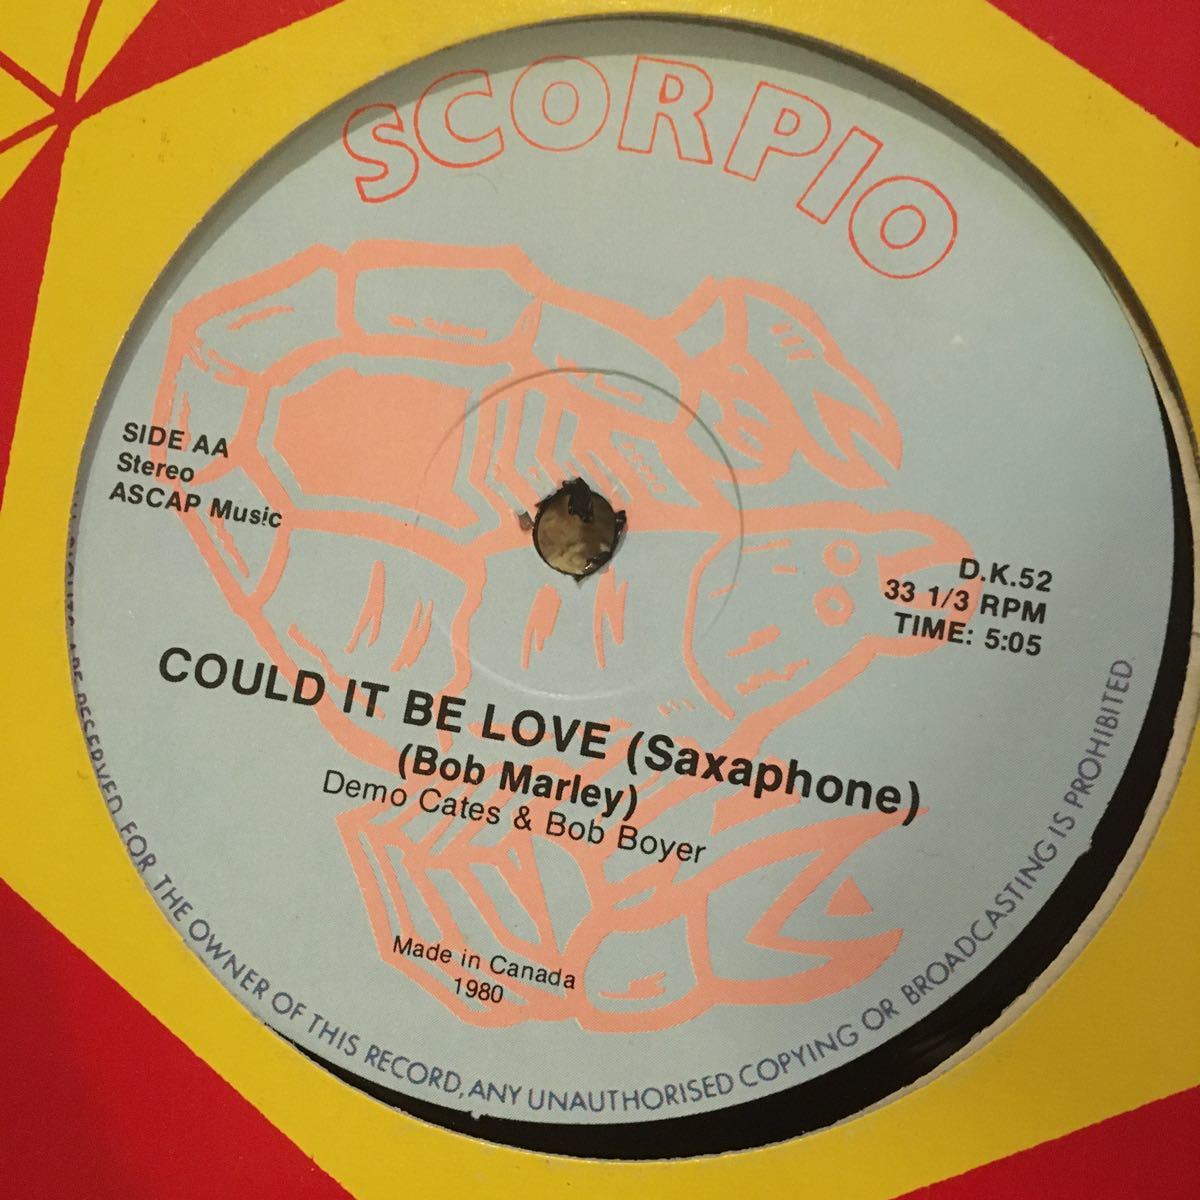 SCORPIO
SIDE AA
Stereo
ASCAP Music
D.K.52
33 1/3 RPM
TIME: 5:05
COULD IT BE LOVE (Saxaphone)
(Bob Marley)
Demo Cates & Bob Boyer
Made in Canada
1980
RESERVED FOR THE OWNER OF THIS RECORD, ANY UNAUTHORISED COPYING OR BROADCASTING IS PROHIBITED.